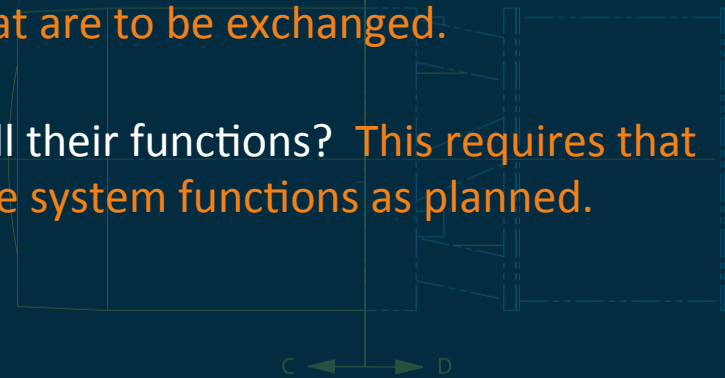 at are to be exchanged.
ll their functions? This requires that
e system functions as planned.
C D